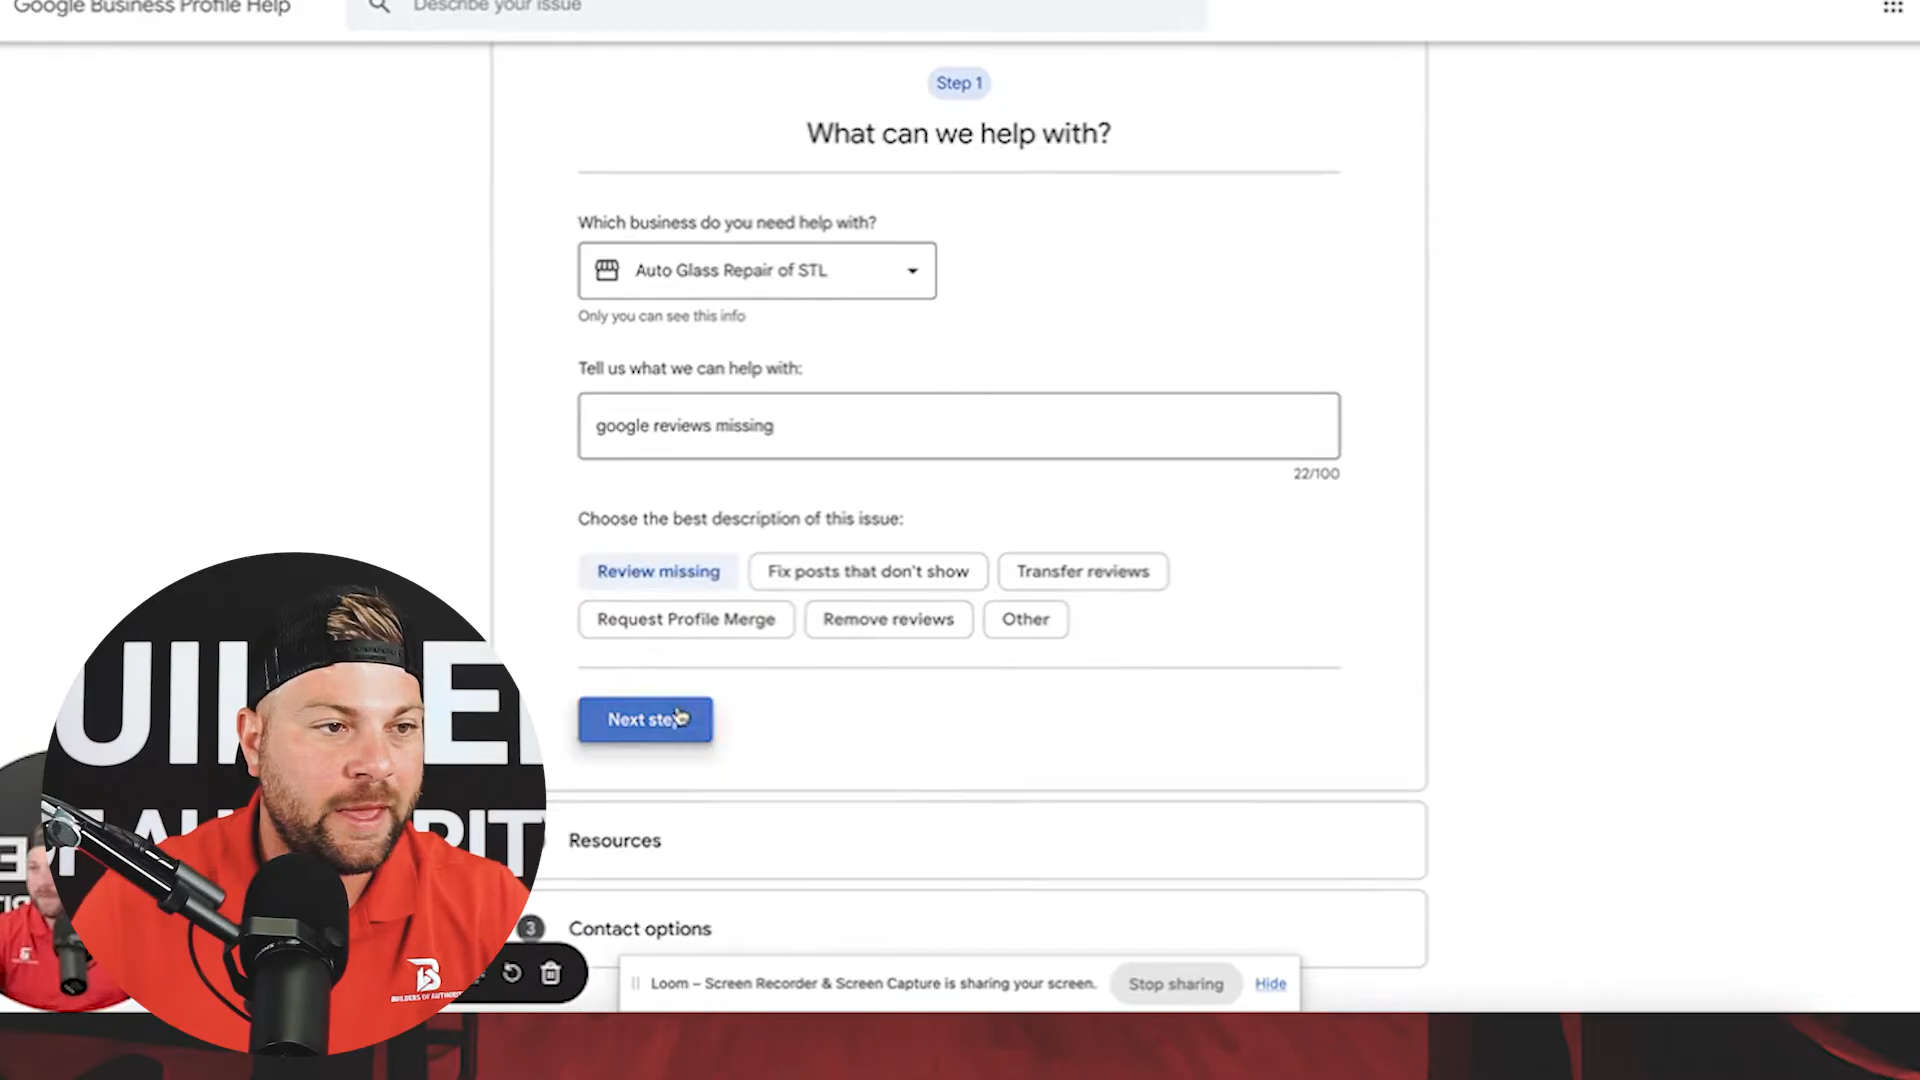 Google Business Profile Help
Describe your issue
Step 1
What can we help with?
Which business do you need help with?
Auto Glass Repair of STL
Only you can see this info
Tell us what we can help with:
google reviews missing
22/100
Choose the best description of this issue:
Review missing
Fix posts that don't show
Transfer reviews
Request Profile Merge
Remove reviews
Other
Next step
Resources
3
Contact options
Loom – Screen Recorder & Screen Capture is sharing your screen.
Stop sharing
Hide
BUILDERS OF AUTHORITY